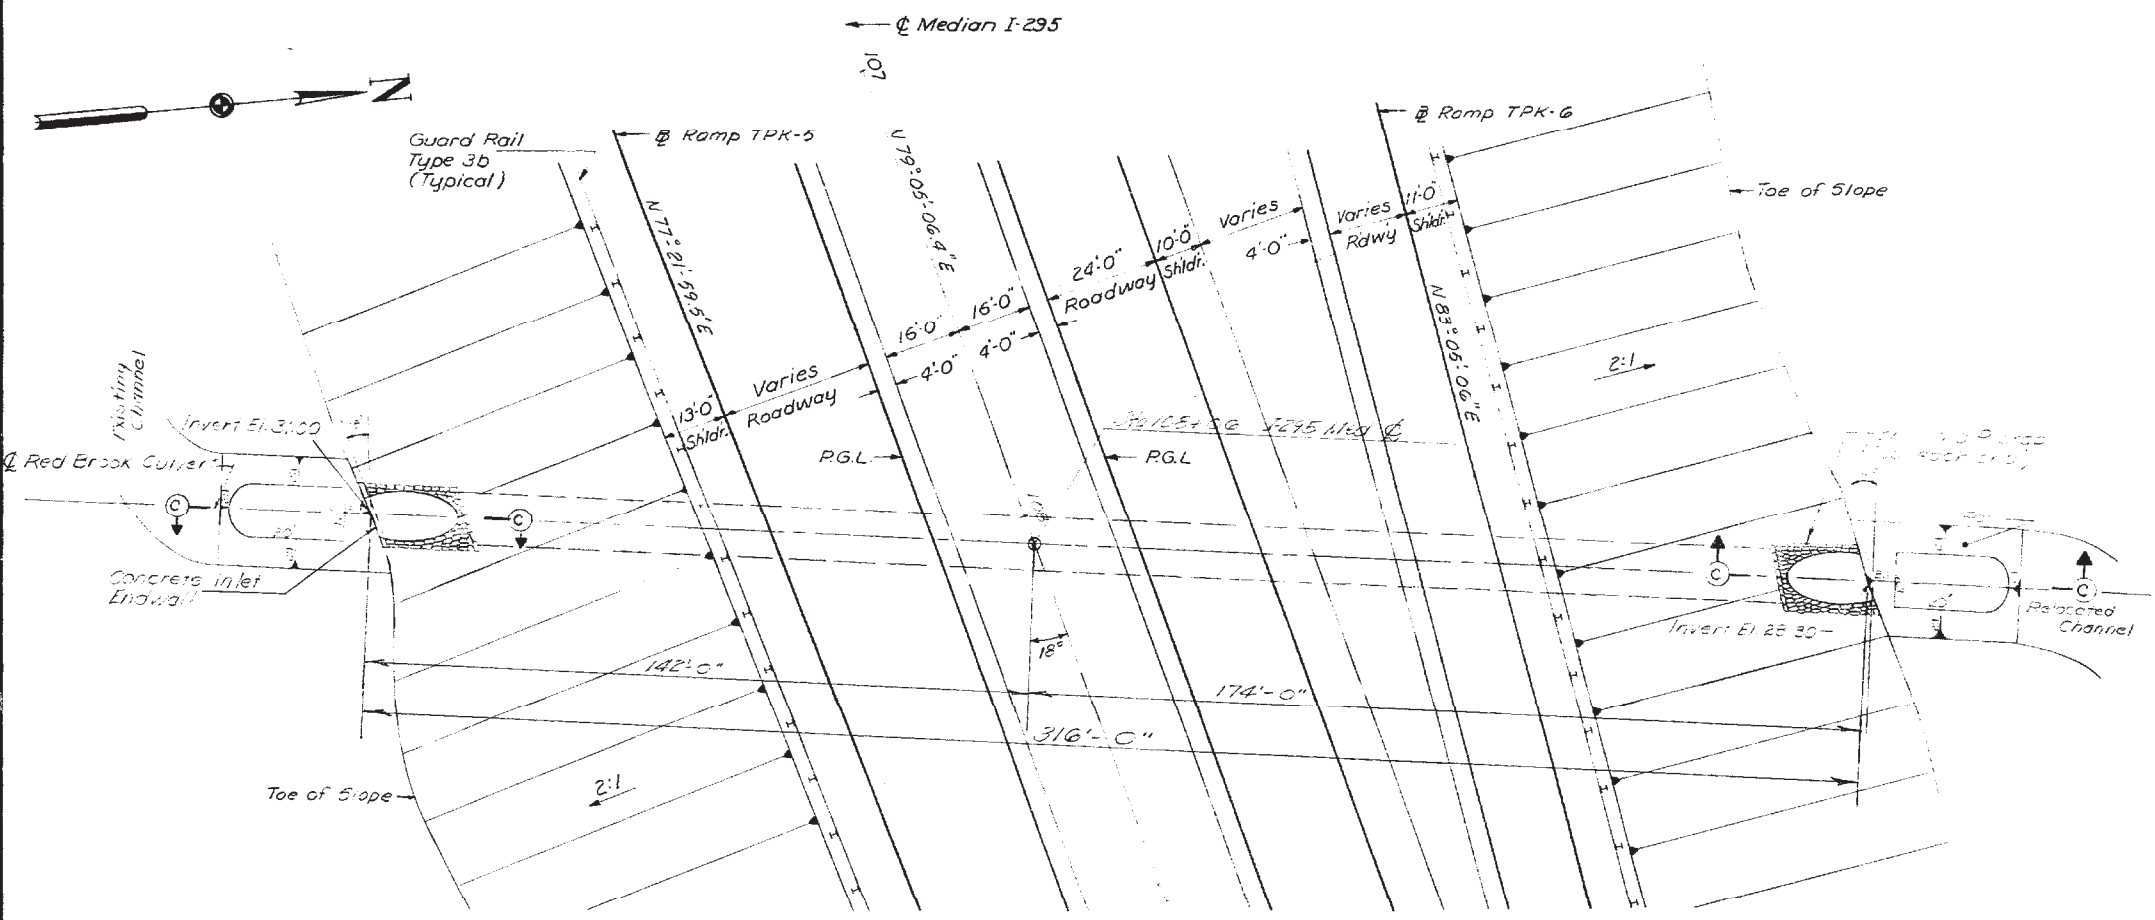 ℄ Median I-295
107
N
Guard Rail
Type 3b
(Typical)
Ramp TPK-5
Ramp TPK-6
N 79°-05'-06.4"E
N 77°-21'-59.5"E
N 83°-05'-06"E
Toe of Slope
13'-0"
Shldr.
Varies
Roadway
16'-0"
16'-0"
4'-0"
4'-0"
24'-0"
Roadway
10'-0"
Shldr.
Varies
4'-0"
Varies
Rdwy
11'-0"
Shldr.
2:1
Existing
Channel
Invert El. 31.00
℄ Red Brook Culvert
P.G.L.
P.G.L.
I-295 Med ℄
C
C
C
C
20'
20'
Concrete inlet
Endwall
108
18°
Invert El. 28.30
Relocated
Channel
142'-0"
174'-0"
316'-0"
Toe of Slope
2:1